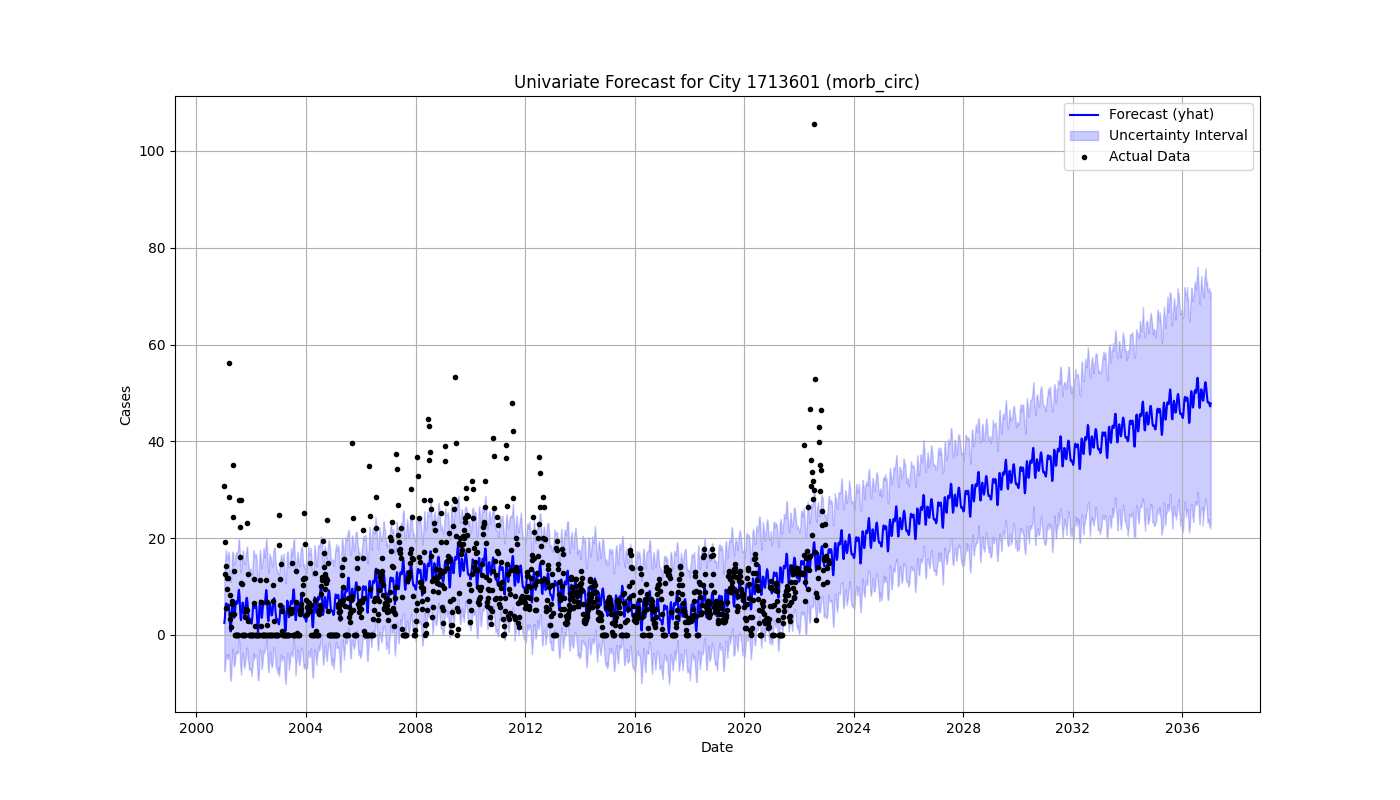 Univariate Forecast for City 1713601 (morb_circ)
Forecast (yhat)
Uncertainty Interval
Actual Data
Cases
100
80
60
40
20
0
2000 2004 2008 2012 2016 2020 2024 2028 2032 2036
Date